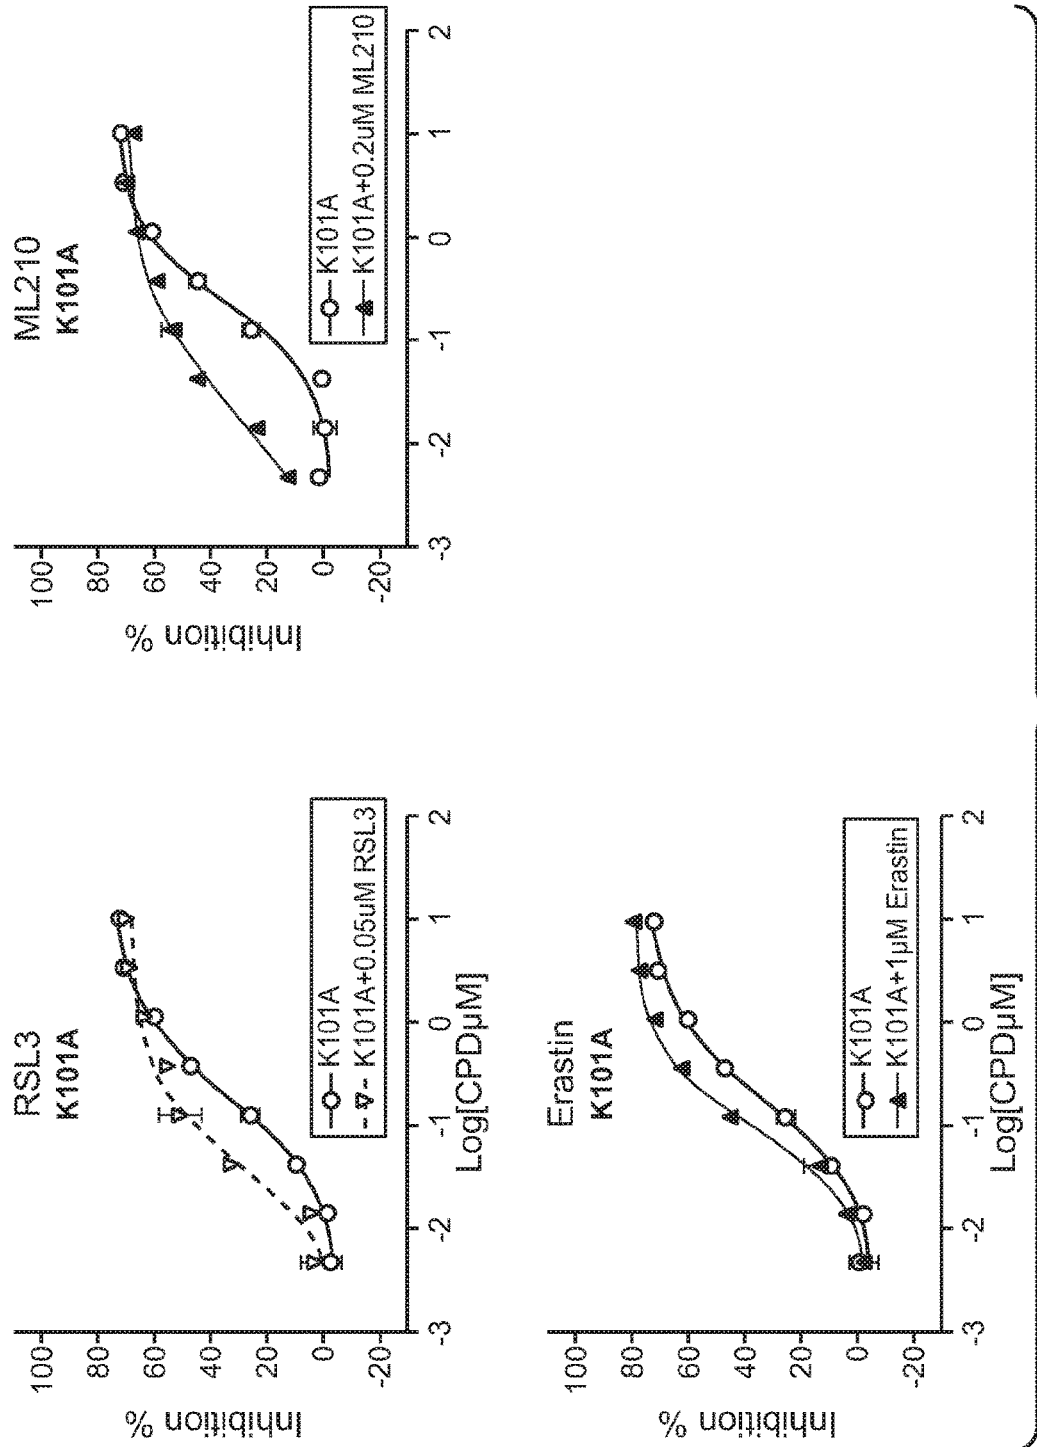 RSL3
K101A
Inhibition %
100
80
60
40
20
0
-20
-3
-2
-1
0
1
2
Log[CPDμM]
K101A
K101A+0.05uM RSL3
ML210
K101A
Inhibition %
100
80
60
40
20
0
-20
-3
-2
-1
0
1
2
K101A
K101A+0.2uM ML210
Erastin
K101A
Inhibition %
100
80
60
40
20
0
-20
-3
-2
-1
0
1
2
Log[CPDμM]
K101A
K101A+1μM Erastin